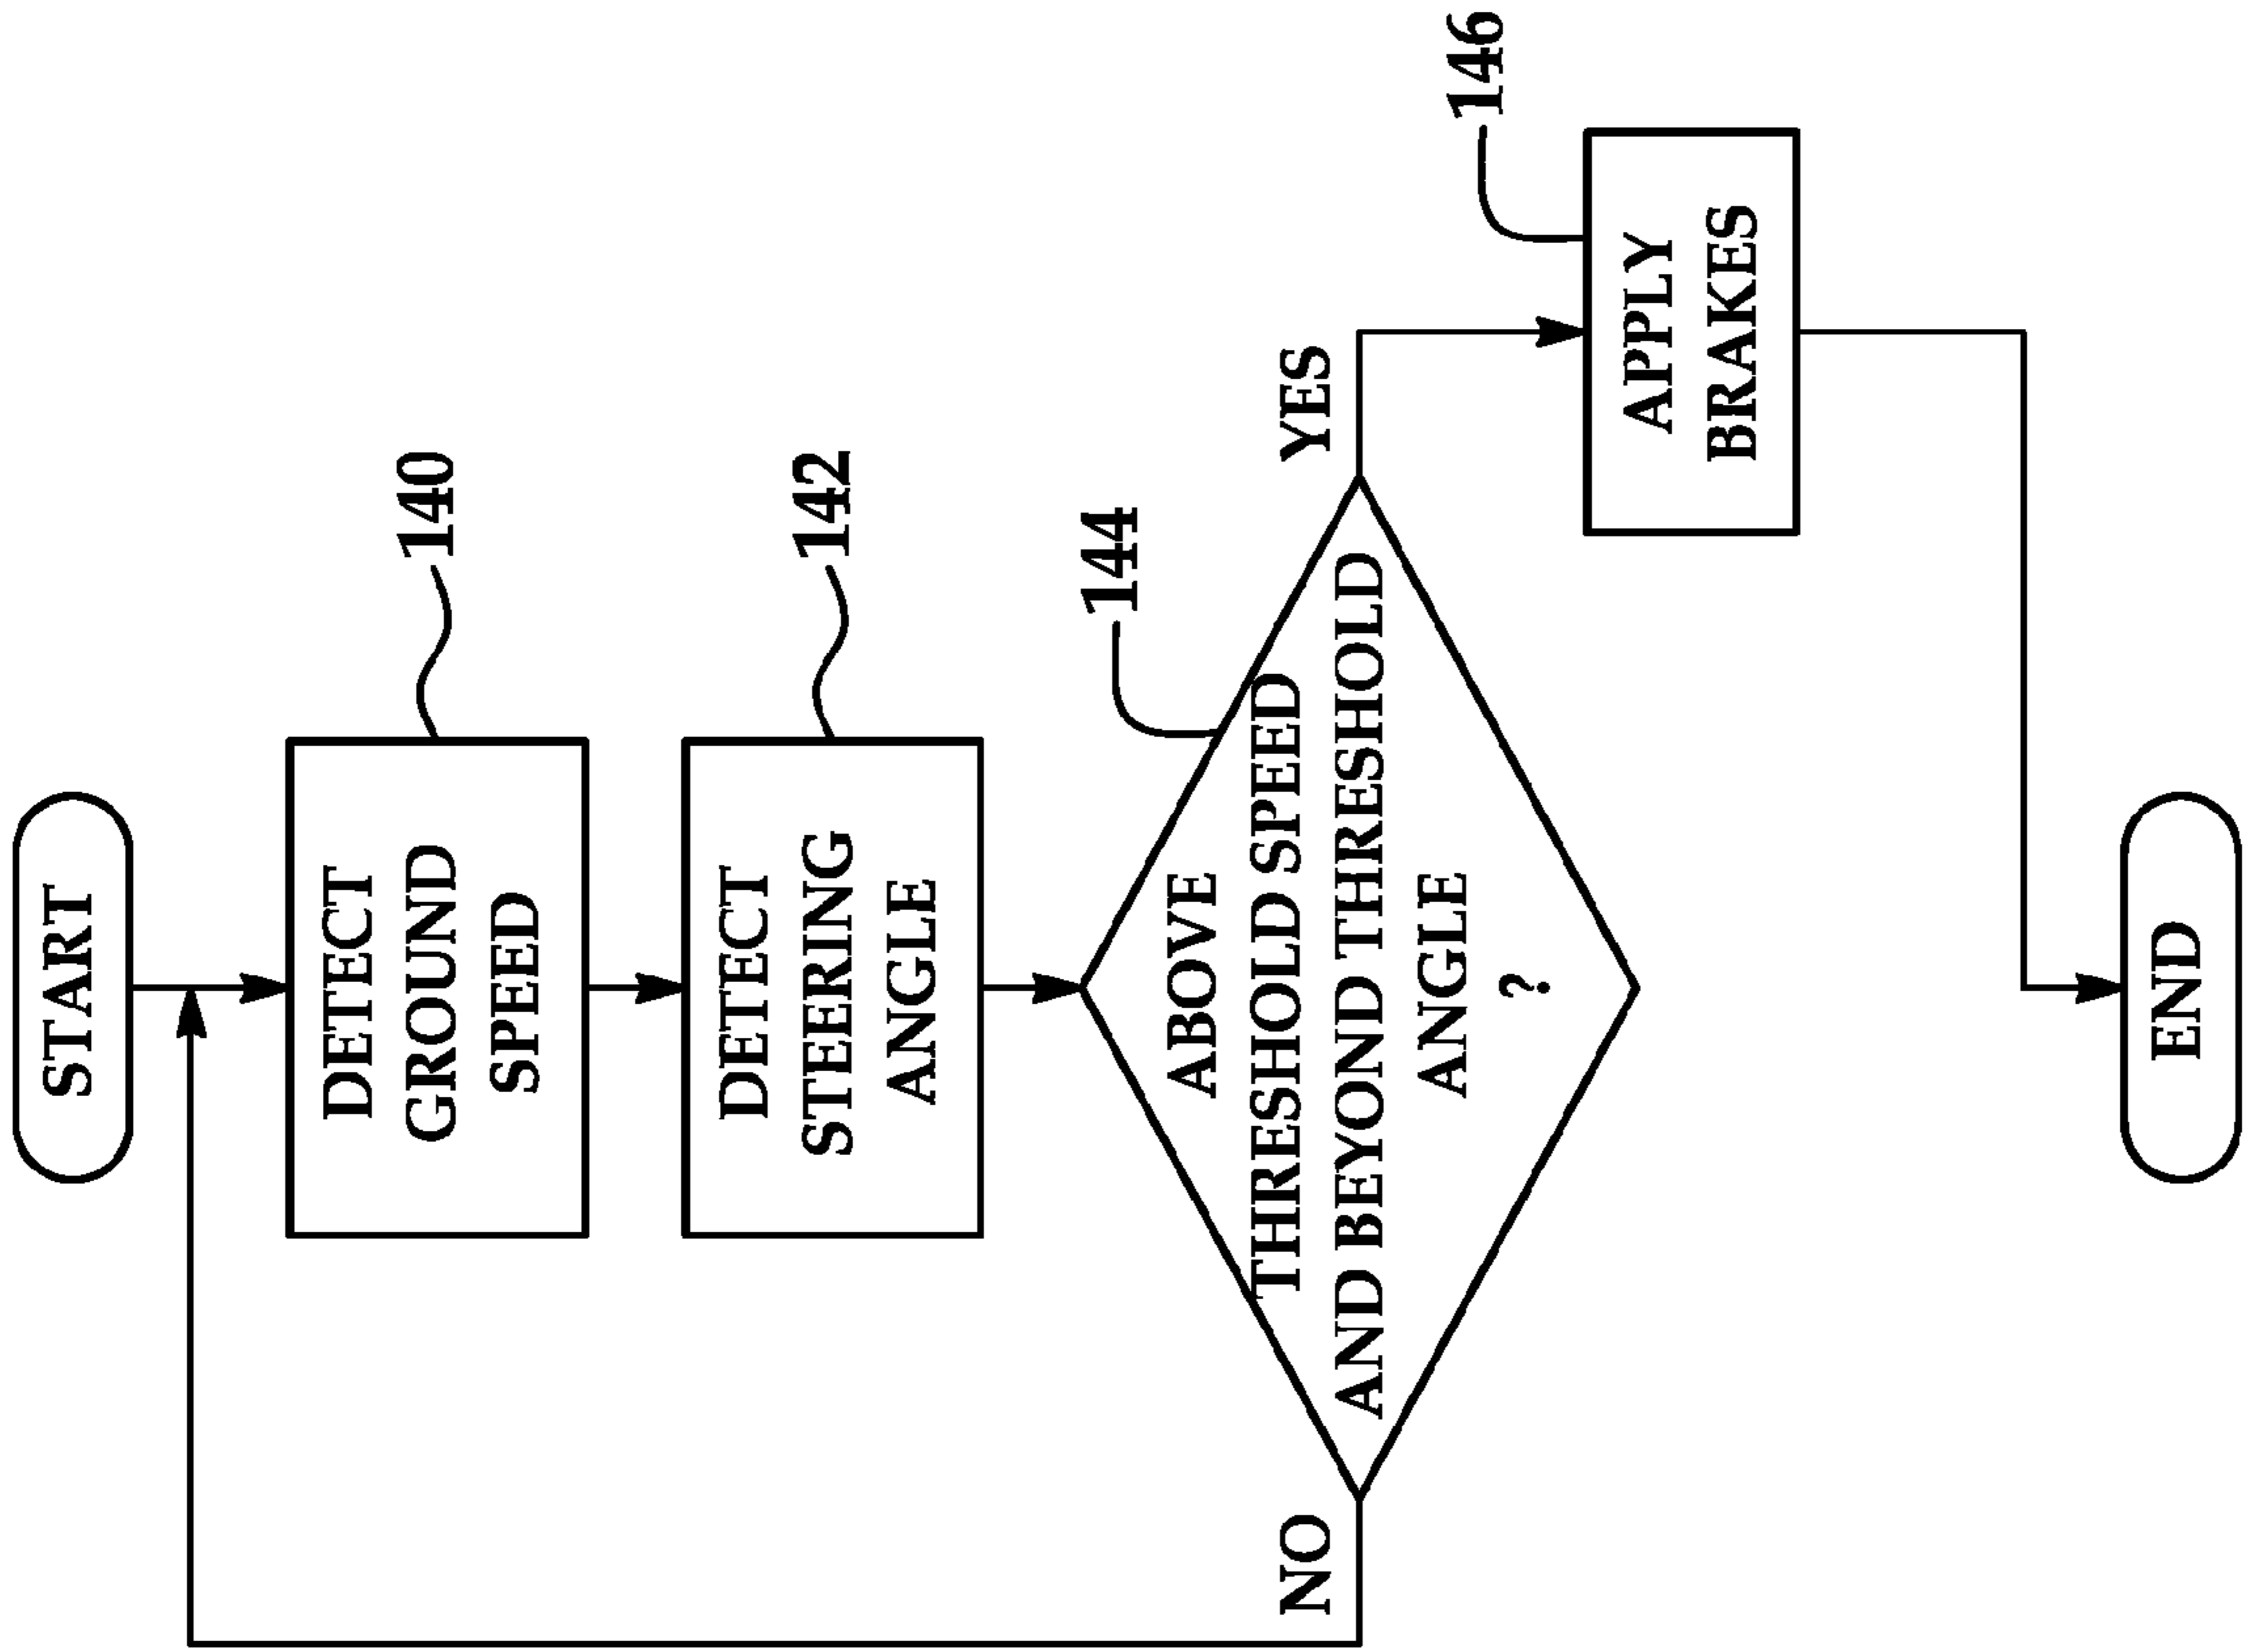 START
DETECT
GROUND
SPEED
140
DETECT
STEERING
ANGLE
142
144
ABOVE
THRESHOLD SPEED
AND BEYOND THRESHOLD
ANGLE
?
NO
YES
146
APPLY
BRAKES
END